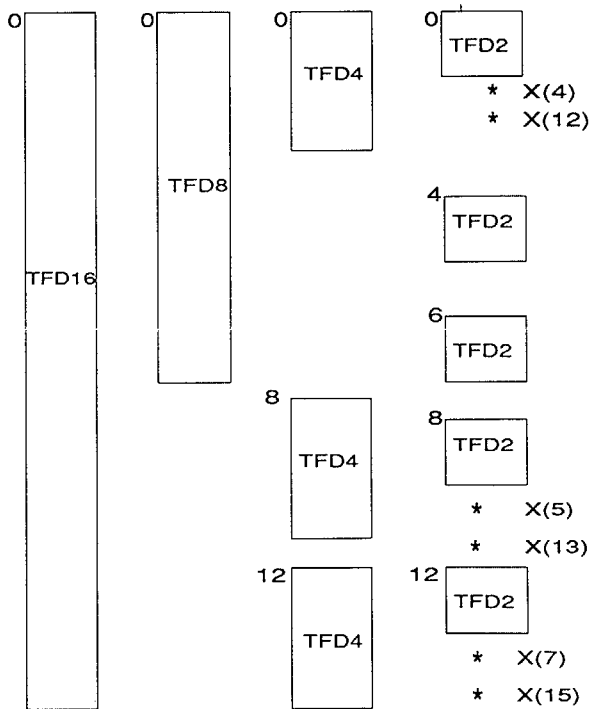 0 0 0 0
TFD2
TFD4
* X(4)
* X(12)
TFD8
4
TFD2
TFD16
6
TFD2
8 8
TFD2
TFD4
* X(5)
* X(13)
12 12
TFD2
TFD4
* X(7)
* X(15)